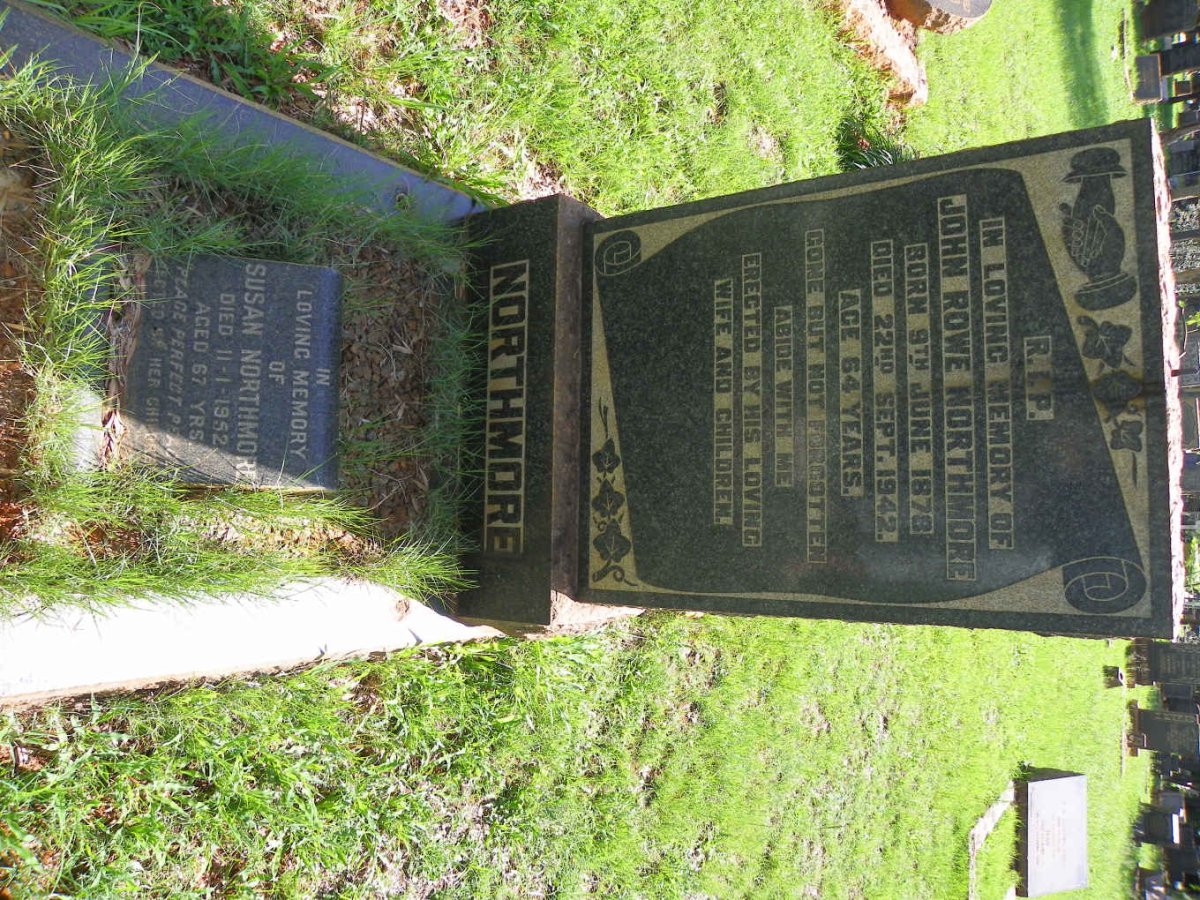 R.I.P.
IN LOVING MEMORY OF
JOHN ROWE NORTHMORE
BORN 9TH JUNE 1878
DIED 22ND SEPT. 1942.
AGE 64 YEARS.
GONE BUT NOT FORGOTTEN
ABIDE WITH ME
ERECTED BY HIS LOVING
WIFE AND CHILDREN.
NORTHMORE
IN
LOVING MEMORY
OF
SUSAN NORTHMORE
DIED 11-1-1952
AGED 67 YRS
PEACE PERFECT
HER